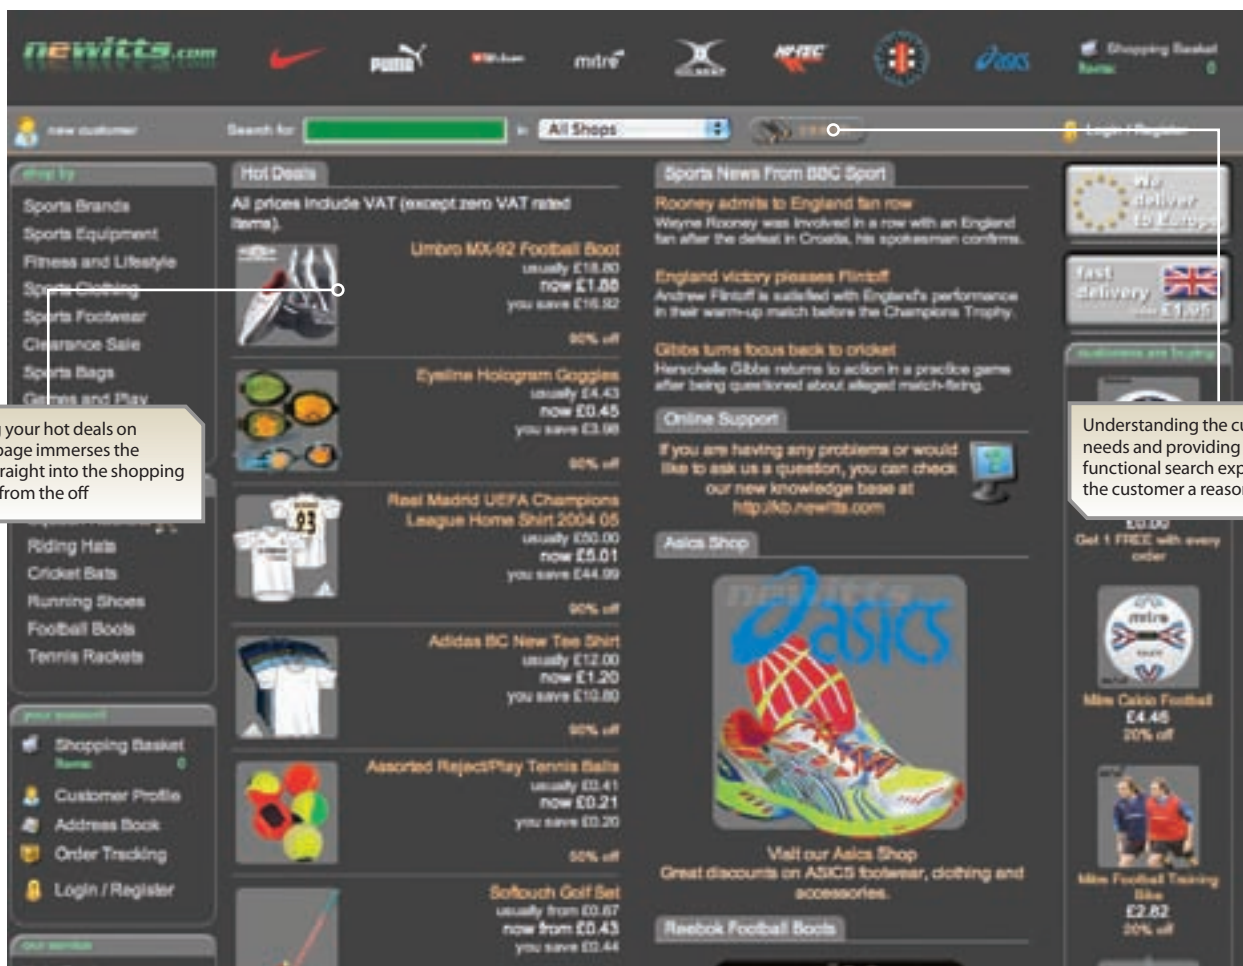 newitts.com
PUMA
mitre
GILBERT
HI-TEC
asics
Shopping Basket
Items: 0
new customer
Search for
in
All Shops
Login / Register
shop by
Sports Brands
Sports Equipment
Fitness and Lifestyle
Sports Clothing
Sports Footwear
Clearance Sale
Sports Bags
Games and Play
g your hot deals on
page immerses the
raight into the shopping
from the off
Riding Hats
Cricket Bats
Running Shoes
Football Boots
Tennis Rackets
your account
Shopping Basket
Items: 0
Customer Profile
Address Book
Order Tracking
Login / Register
our service
Hot Deals
All prices include VAT (except zero VAT rated
items).
Umbro MX-92 Football Boot
usually £18.80
now £1.88
you save £16.92
90% off
Eyeline Hologram Goggles
usually £4.43
now £0.45
you save £3.98
90% off
Real Madrid UEFA Champions
League Home Shirt 2004 05
usually £50.00
now £5.01
you save £44.99
90% off
Adidas BC New Tee Shirt
usually £12.00
now £1.20
you save £10.80
90% off
Assorted Reject/Play Tennis Balls
usually £0.41
now £0.21
you save £0.20
50% off
Softouch Golf Set
usually from £0.87
now from £0.43
you save £0.44
Sports News From BBC Sport
Rooney admits to England fan row
Wayne Rooney was involved in a row with an England
fan after the defeat in Croatia, his spokesman confirms.
England victory pleases Flintoff
Andrew Flintoff is satisfied with England's performance
in their warm-up match before the Champions Trophy.
Gibbs turns focus back to cricket
Herschelle Gibbs returns to action in a practice game
after being questioned about alleged match-fixing.
Online Support
If you are having any problems or would
like to ask us a question, you can check
our new knowledge base at
http://kb.newitts.com
Asics Shop
newitts
asics
Visit our Asics Shop
Great discounts on ASICS footwear, clothing and
accessories.
Reebok Football Boots
We
deliver
to Europe
fast
delivery
£1.95
customers are buying
Understanding the cu
needs and providing
functional search exp
the customer a reaso
£0.00
Get 1 FREE with every
order
mitre
Mitre Calcio Football
£4.46
20% off
Mitre Football Training
Bibs
£2.82
20% off